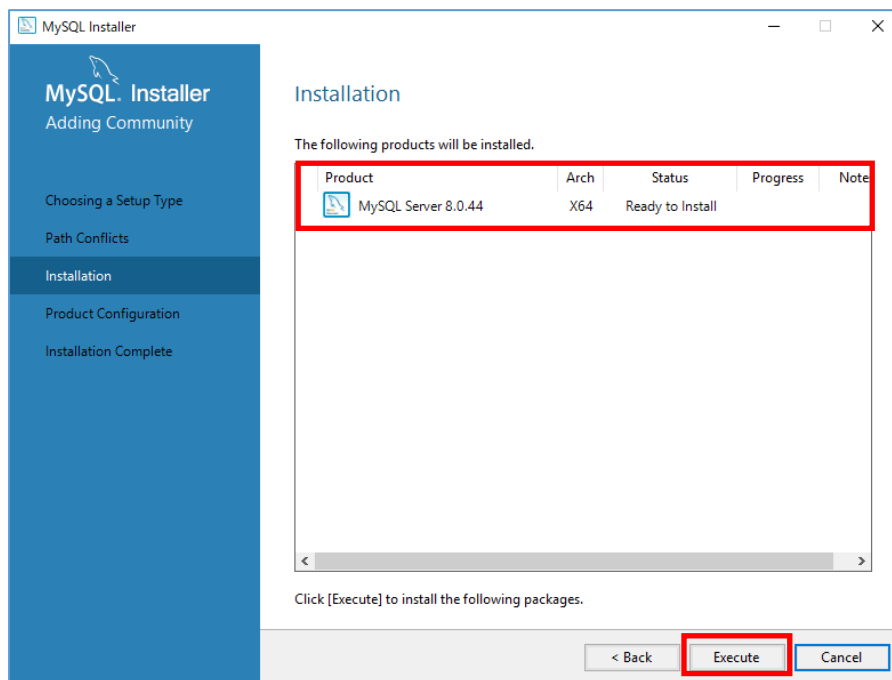 MySQL Installer
MySQL. Installer
Adding Community
Choosing a Setup Type
Path Conflicts
Installation
Product Configuration
Installation Complete
Installation
The following products will be installed.
Product Arch Status Progress Note
MySQL Server 8.0.44 X64 Ready to Install
Click [Execute] to install the following packages.
< Back Execute Cancel